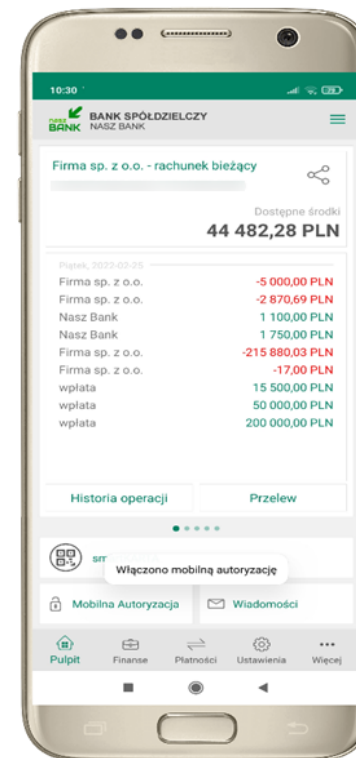 10:30
nasz BANK
BANK SPÓŁDZIELCZY
NASZ BANK
Firma sp. z o.o. - rachunek bieżący
Dostępne środki
44 482,28 PLN
Piątek, 2022-03-25
Firma sp. z o.o. -5 000,00 PLN
Firma sp. z o.o. -2 870,69 PLN
Nasz Bank 1 100,00 PLN
Nasz Bank 1 750,00 PLN
Firma sp. z o.o. -215 880,03 PLN
Firma sp. z o.o. -17,00 PLN
wpłata 15 500,00 PLN
wpłata 50 000,00 PLN
wpłata 200 000,00 PLN
Historia operacji Przelew
Włączono mobilną autoryzację
Mobilna Autoryzacja Wiadomości
Pulpit Finanse Płatności Ustawienia Więcej